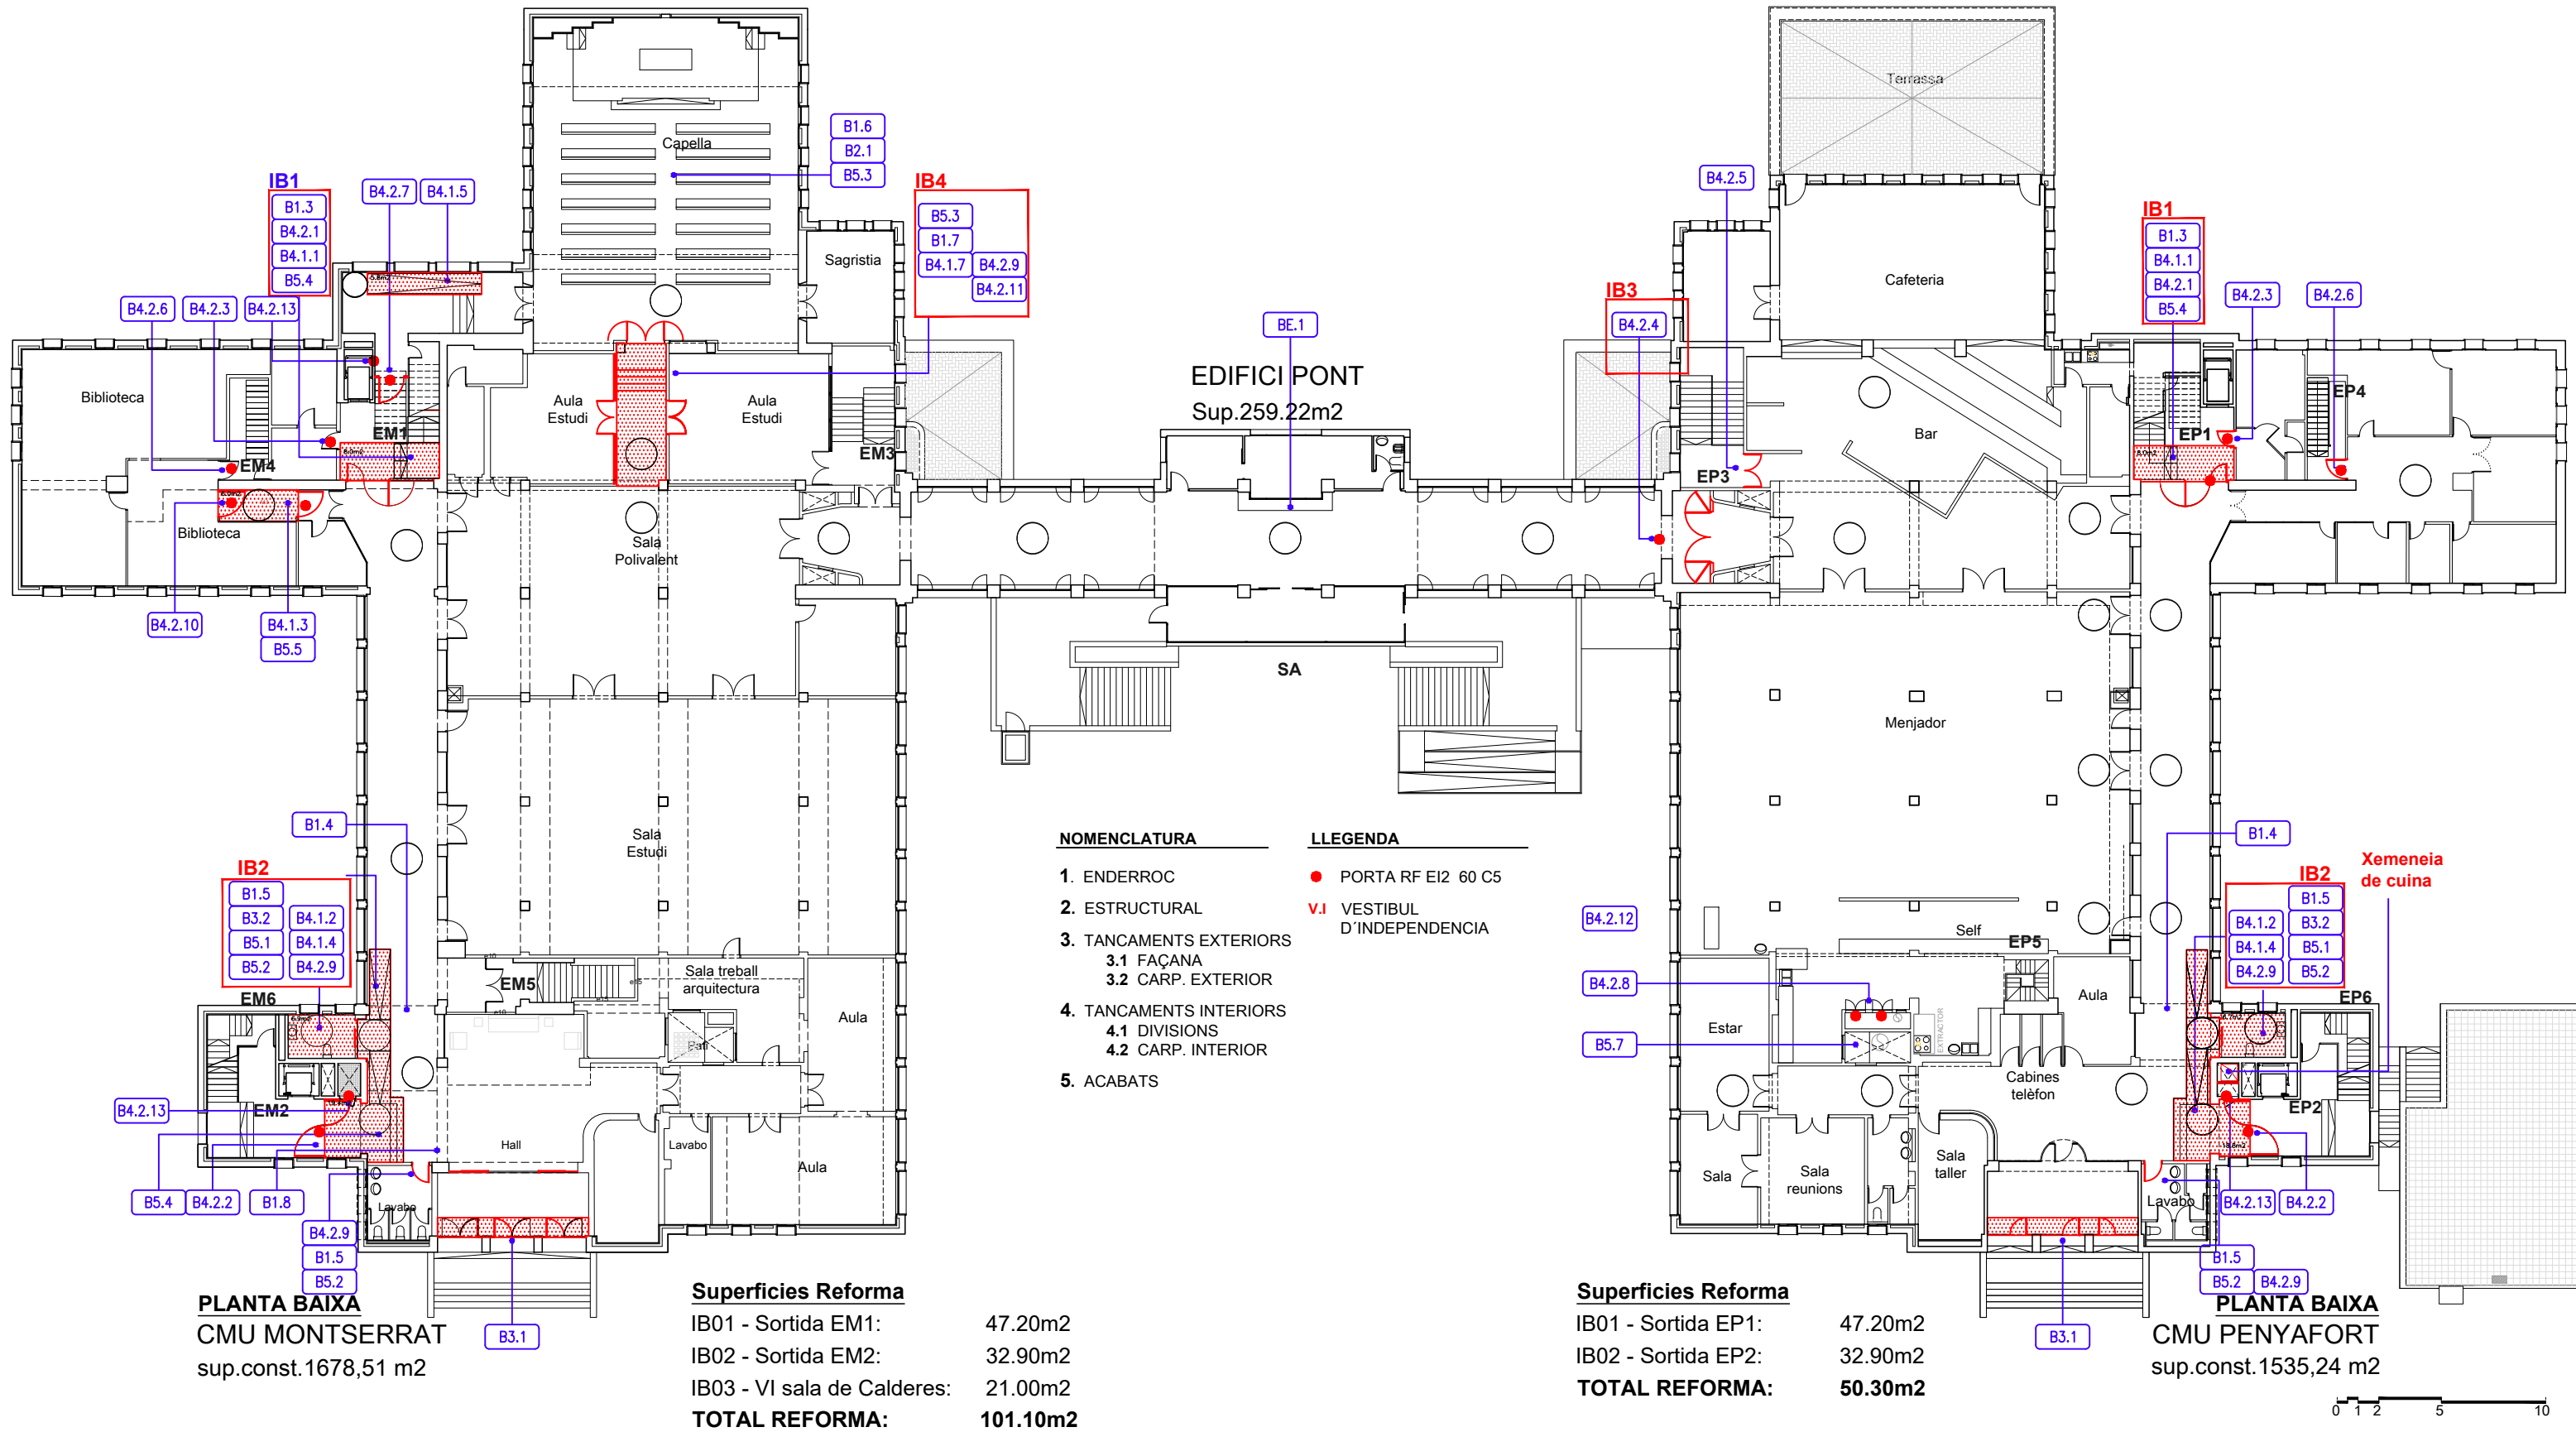 Terrassa
Capella
B1.6
B2.1
B5.3
IB1
B1.3
B4.2.1
B4.1.1
B5.4
B4.2.7
B4.1.5
IB4
B5.3
B1.7
B4.1.7
B4.2.9
B4.2.11
B4.2.5
IB1
B1.3
B4.1.1
B4.2.1
B5.4
Sagristia
Cafeteria
B4.2.6
B4.2.3
B4.2.13
BE.1
IB3
B4.2.4
B4.2.3
B4.2.6
EDIFICI PONT
Sup.259.22m2
Biblioteca
Aula
Estudi
Aula
Estudi
EP4
EM1
EM3
Bar
EP1
EM4
EP3
Biblioteca
Sala
Polivalent
B4.2.10
B4.1.3
B5.5
SA
Menjador
B1.4
Sala
Estudi
B1.4
NOMENCLATURA
1. ENDERROC
2. ESTRUCTURAL
3. TANCAMENTS EXTERIORS
3.1 FAÇANA
3.2 CARP. EXTERIOR
4. TANCAMENTS INTERIORS
4.1 DIVISIONS
4.2 CARP. INTERIOR
5. ACABATS
LLEGENDA
PORTA RF EI2 60 C5
V.I VESTIBUL
D´INDEPENDENCIA
IB2
B1.5
B3.2
B4.1.2
B5.1
B4.1.4
B5.2
B4.2.9
Xemeneia
de cuina
IB2
B1.5
B4.1.2
B3.2
B4.1.4
B5.1
B4.2.9
B5.2
B4.2.12
Self
EP5
B4.2.8
EM5
Sala treball
arquitectura
EM6
Aula
Pati
Aula
EP6
Estar
EXTRACTOR
B5.7
Cabines
telèfon
B4.2.13
EM2
EP2
Hall
Lavabo
Aula
Sala
Sala
reunions
Sala
taller
B5.4
B4.2.2
B1.8
Lavabo
Lavabo
B4.2.13
B4.2.2
B4.2.9
B1.5
B5.2
B1.5
B5.2
B4.2.9
B3.1
B3.1
PLANTA BAIXA
CMU MONTSERRAT
sup.const.1678,51 m2
Superficies Reforma
IB01 - Sortida EM1: 47.20m2
IB02 - Sortida EM2: 32.90m2
IB03 - VI sala de Calderes: 21.00m2
TOTAL REFORMA: 101.10m2
Superficies Reforma
IB01 - Sortida EP1: 47.20m2
IB02 - Sortida EP2: 32.90m2
TOTAL REFORMA: 50.30m2
PLANTA BAIXA
CMU PENYAFORT
sup.const.1535,24 m2
0 1 2 5 10